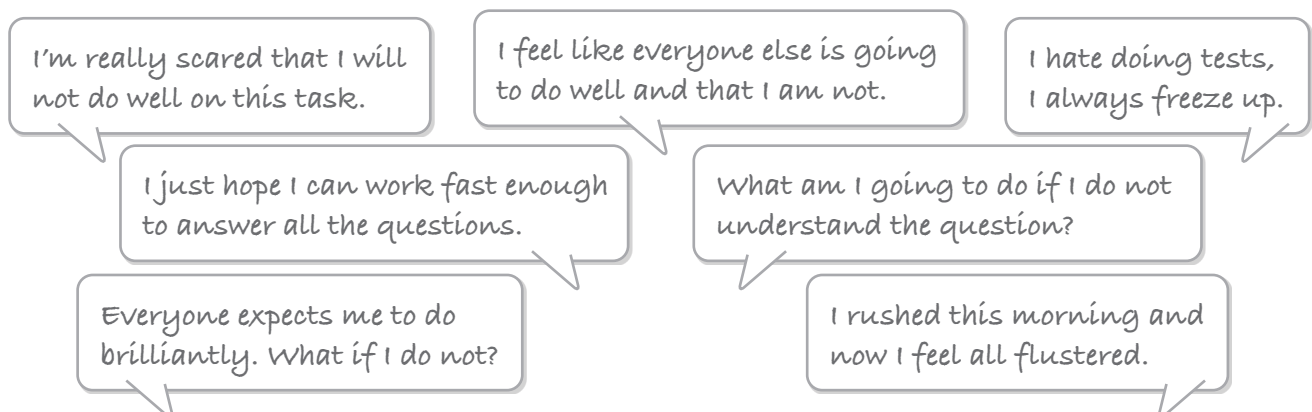 I'm really scared that I will
not do well on this task.
I feel like everyone else is going
to do well and that I am not.
I hate doing tests,
I always freeze up.
I just hope I can work fast enough
to answer all the questions.
What am I going to do if I do not
understand the question?
Everyone expects me to do
brilliantly. What if I do not?
I rushed this morning and
now I feel all flustered.